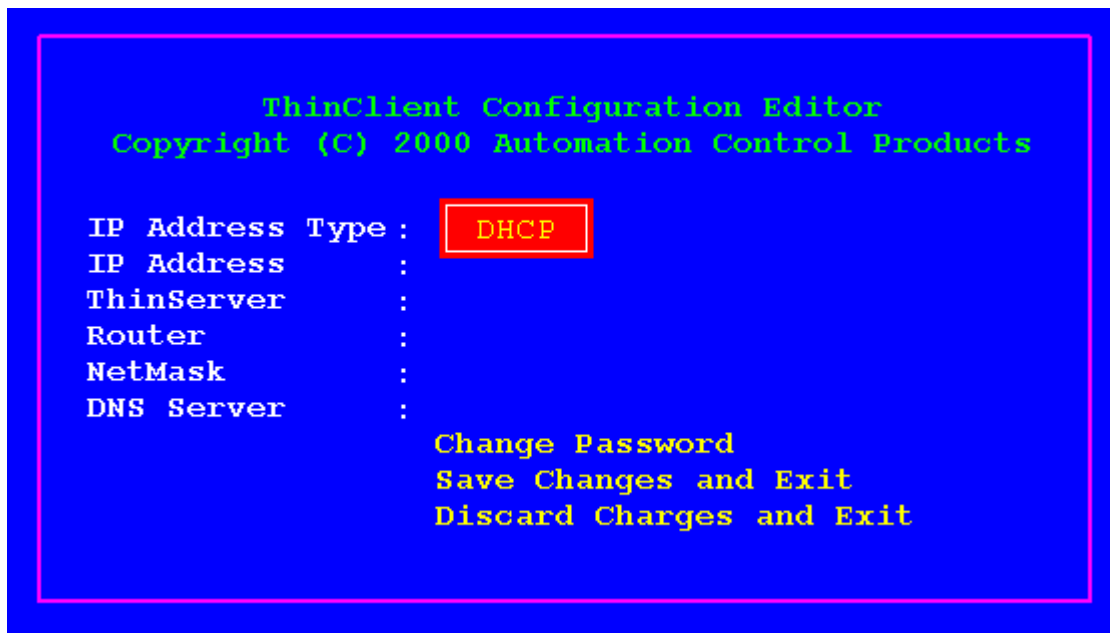 ThinClient Configuration Editor
Copyright (C) 2000 Automation Control Products
IP Address Type: DHCP
IP Address :
ThinServer :
Router :
NetMask :
DNS Server :
Change Password
Save Changes and Exit
Discard Charges and Exit